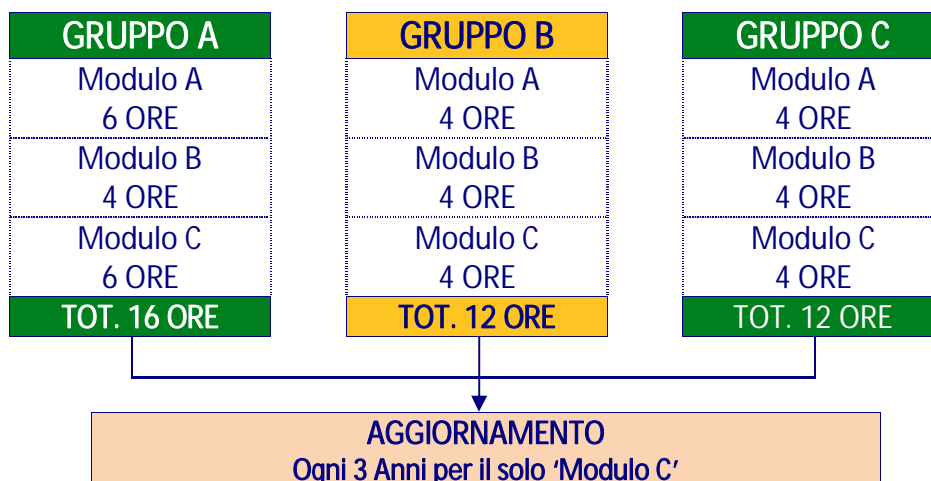 GRUPPO A
Modulo A
6 ORE
Modulo B
4 ORE
Modulo C
6 ORE
TOT. 16 ORE
GRUPPO B
Modulo A
4 ORE
Modulo B
4 ORE
Modulo C
4 ORE
TOT. 12 ORE
GRUPPO C
Modulo A
4 ORE
Modulo B
4 ORE
Modulo C
4 ORE
TOT. 12 ORE
AGGIORNAMENTO
Ogni 3 Anni per il solo ‘Modulo C’